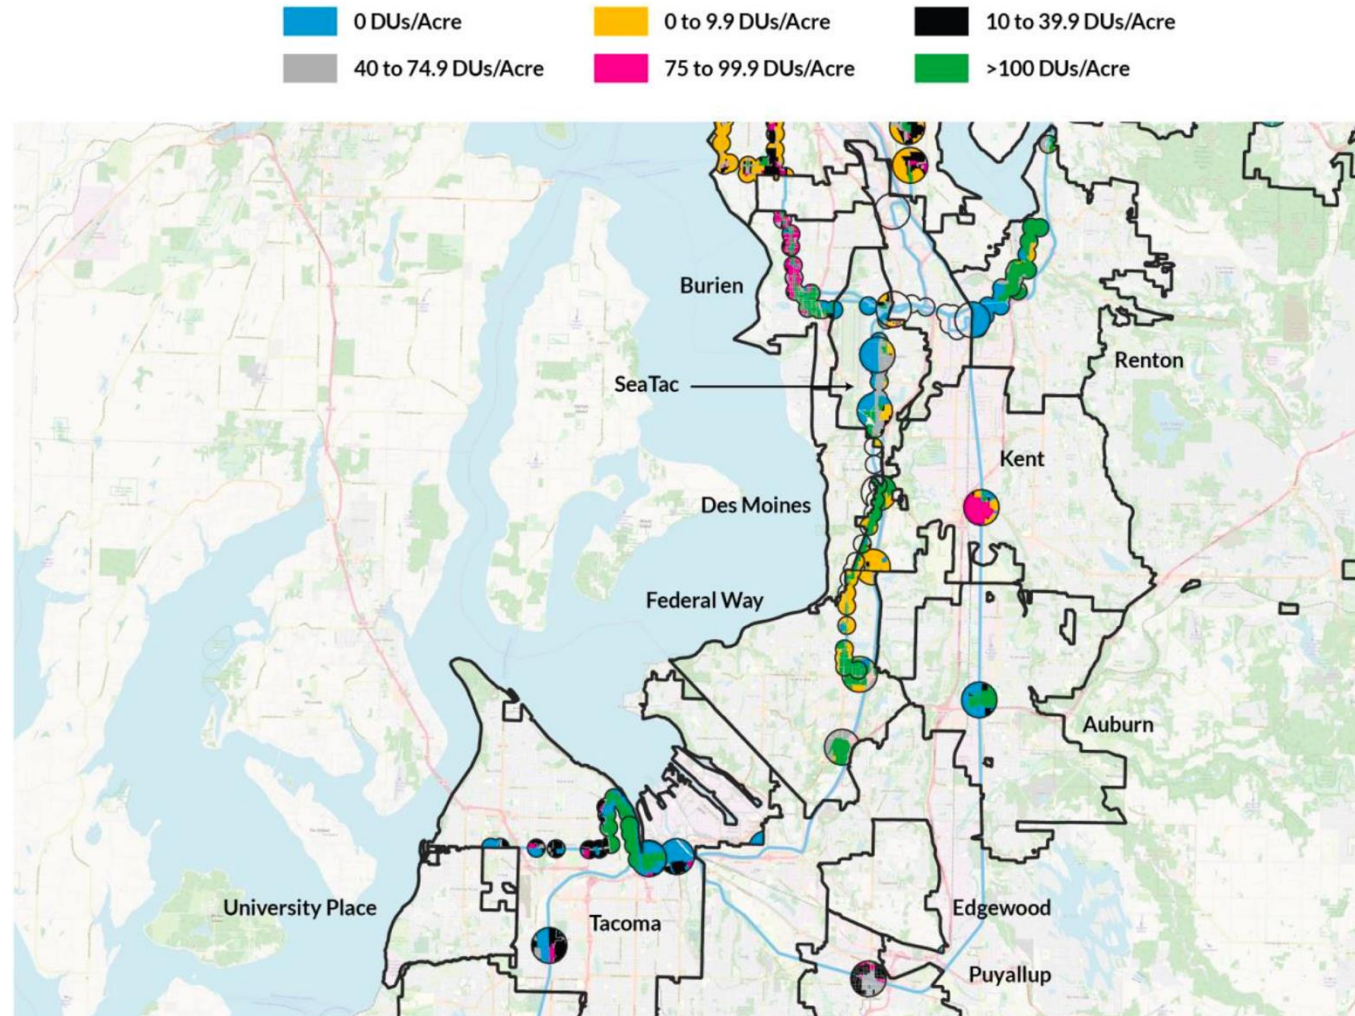 0 DUs/Acre
0 to 9.9 DUs/Acre
10 to 39.9 DUs/Acre
40 to 74.9 DUs/Acre
75 to 99.9 DUs/Acre
>100 DUs/Acre
Burien
SeaTac
Renton
Kent
Des Moines
Federal Way
Auburn
University Place
Tacoma
Edgewood
Puyallup